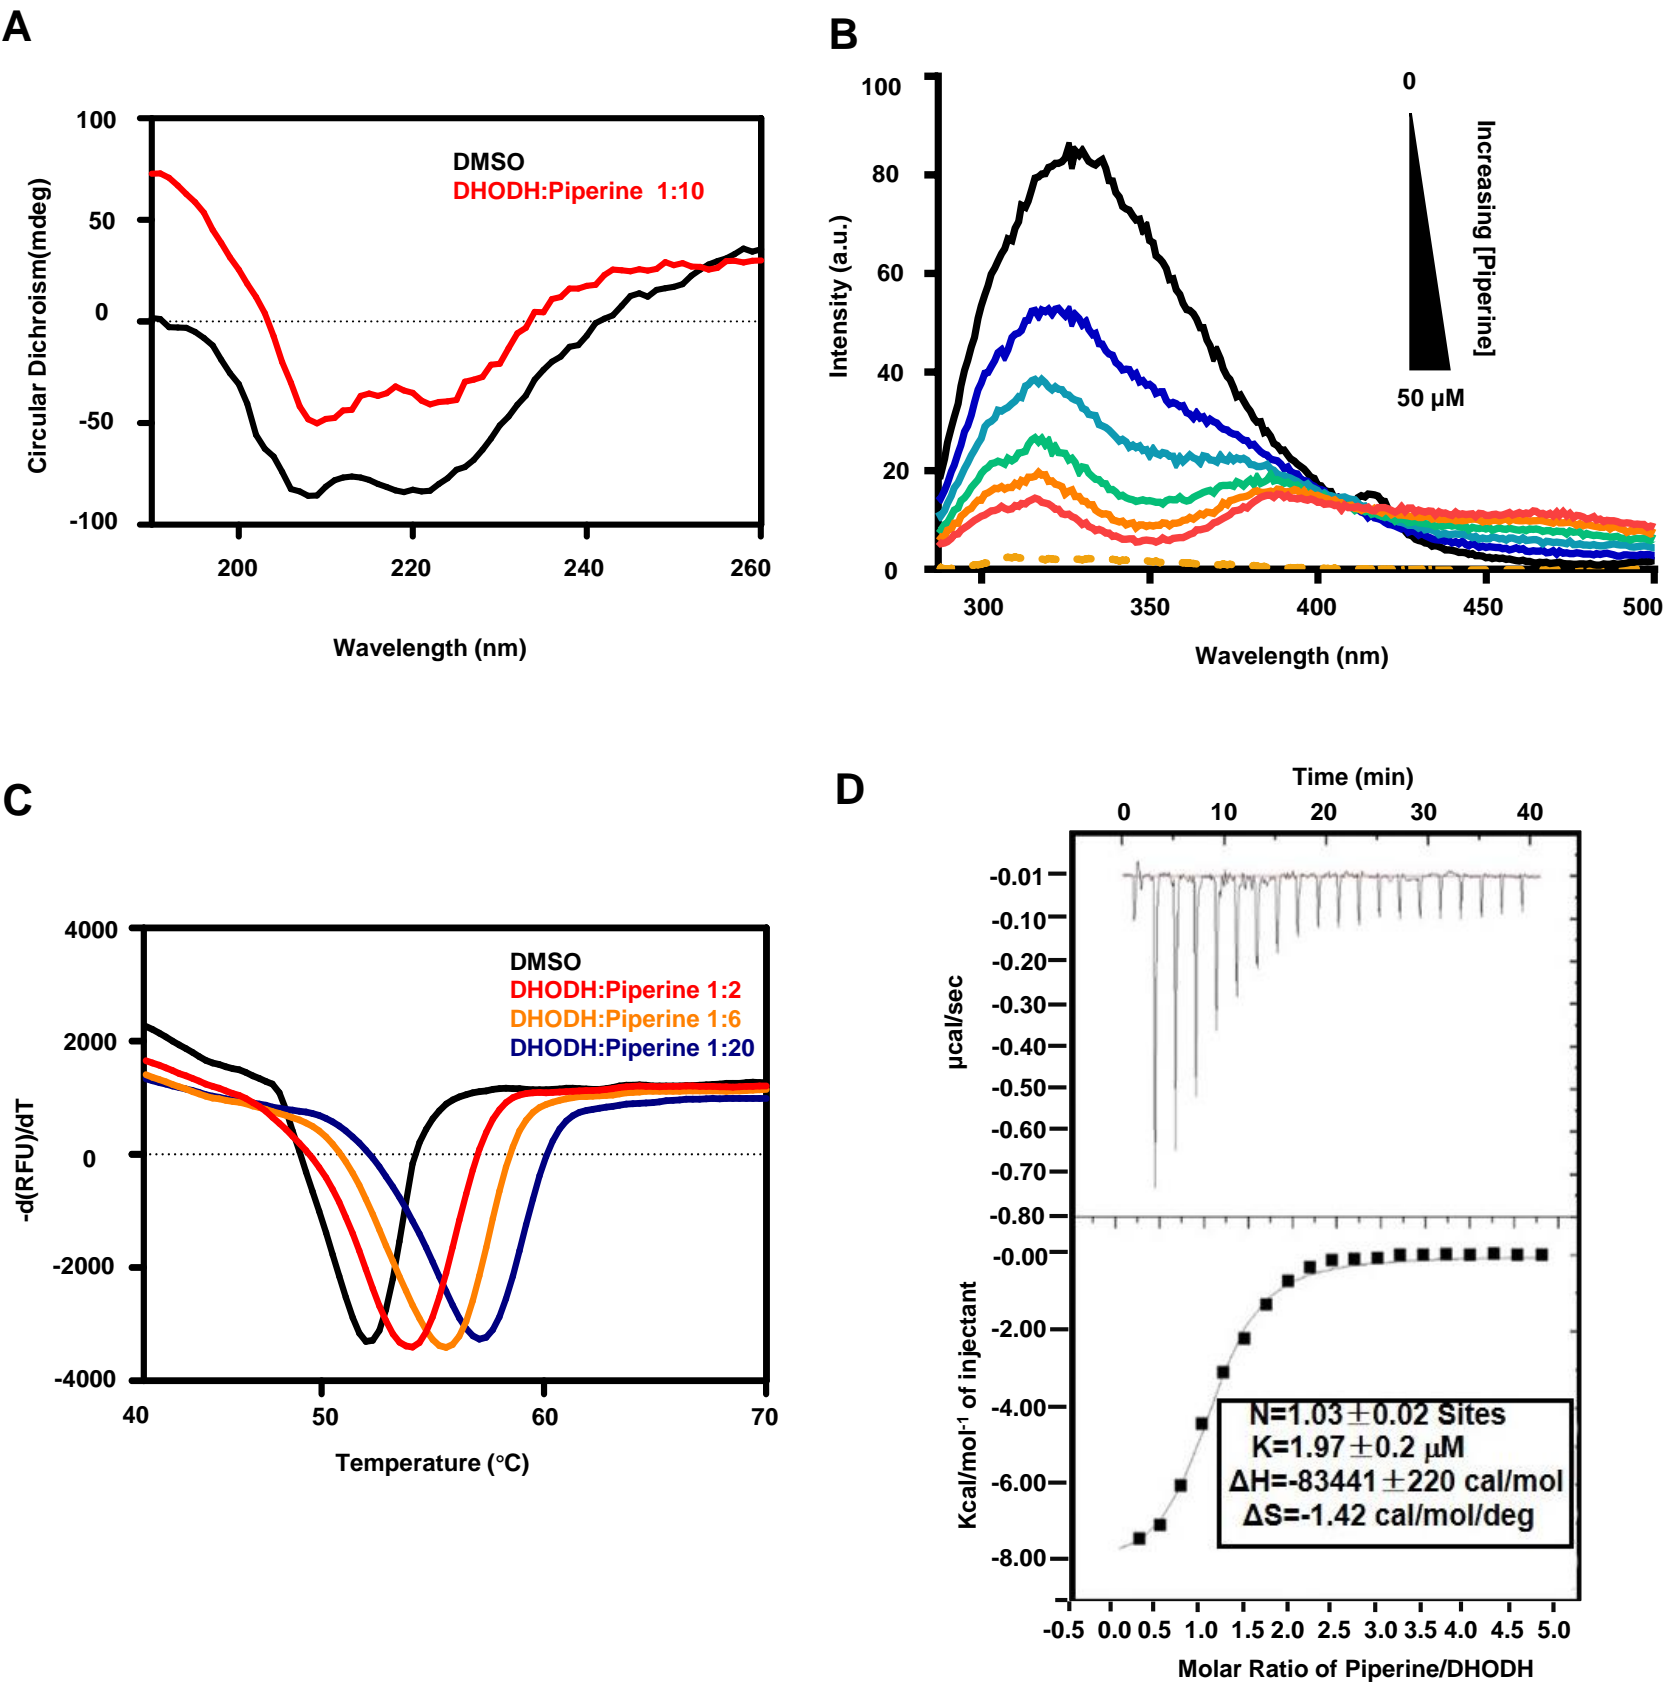 A
100
50
0
-50
-100
Circular Dichroism(mdeg)
DMSO
DHODH:Piperine 1:10
200
220
240
260
Wavelength (nm)
B
100
80
60
40
20
0
Intensity (a.u.)
0
Increasing [Piperine]
50 µM
300
350
400
450
500
Wavelength (nm)
C
4000
2000
0
-2000
-4000
-d(RFU)/dT
DMSO
DHODH:Piperine 1:2
DHODH:Piperine 1:6
DHODH:Piperine 1:20
40
50
60
70
Temperature (°C)
D
Time (min)
0
10
20
30
40
-0.01
-0.10
-0.20
-0.30
-0.40
-0.50
-0.60
-0.70
-0.80
µcal/sec
-0.00
-2.00
-4.00
-6.00
-8.00
Kcal/mol⁻¹ of injectant
N=1.03±0.02 Sites
K=1.97±0.2 µM
ΔH=-83441±220 cal/mol
ΔS=-1.42 cal/mol/deg
-0.5 0.0 0.5 1.0 1.5 2.0 2.5 3.0 3.5 4.0 4.5 5.0
Molar Ratio of Piperine/DHODH